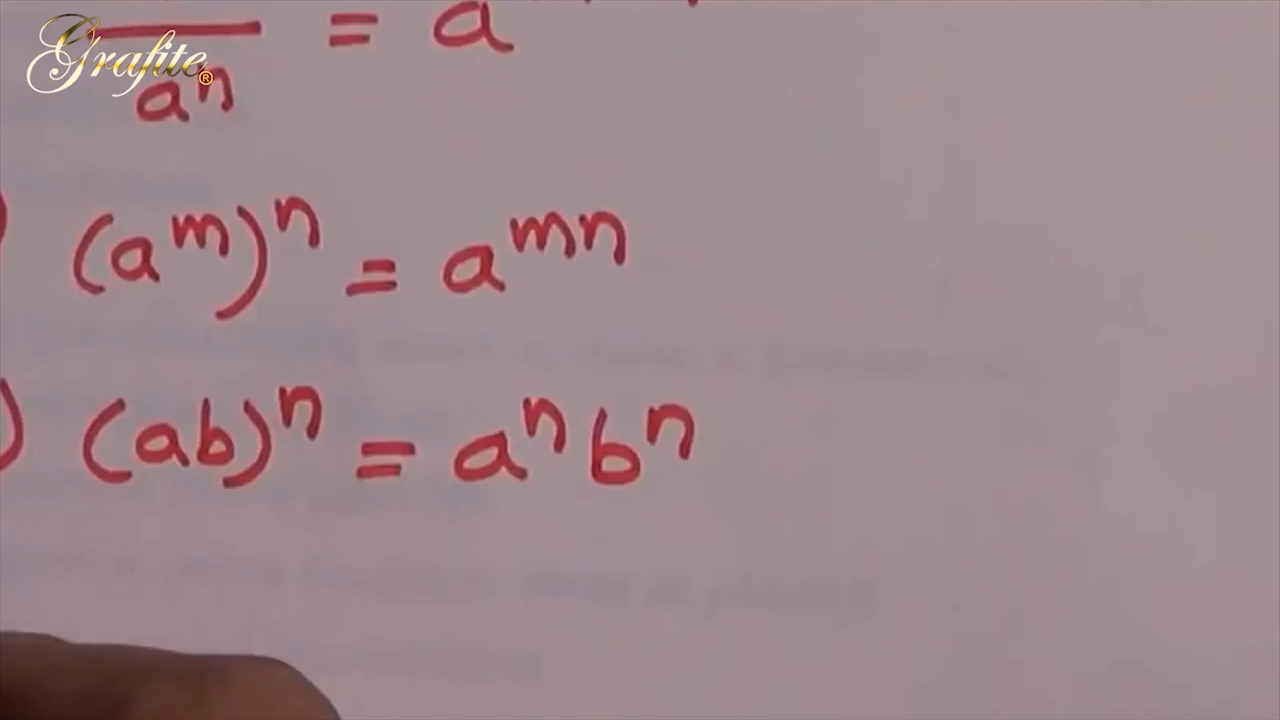 Grafite®
= a
aⁿ
) (aᵐ)ⁿ = aᵐⁿ
) (ab)ⁿ = aⁿbⁿ